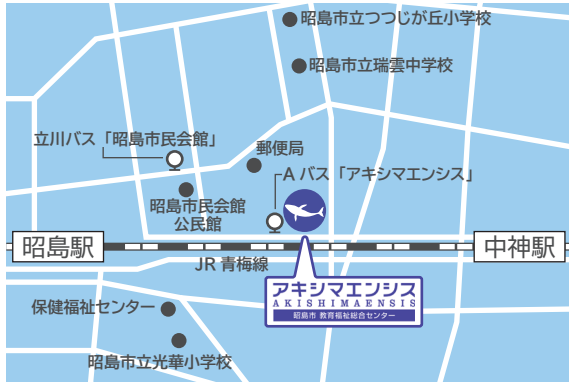 昭島市立つつじが丘小学校
昭島市立瑞雲中学校
立川バス「昭島市民会館」
郵便局
Aバス「アキシマエンシス」
昭島市民会館
公民館
昭島駅
中神駅
JR青梅線
アキシマエンシス
AKISHIMAENSIS
昭島市 教育福祉総合センター
保健福祉センター
昭島市立光華小学校